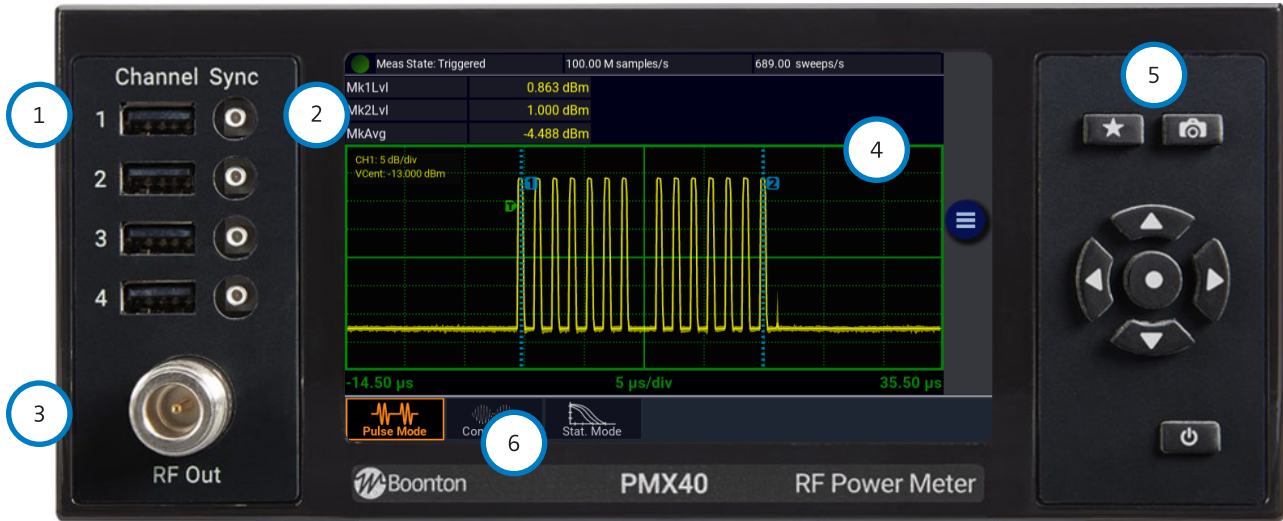 Channel Sync
1
1
2
2
3
4
3
RF Out
Meas State: Triggered 100.00 M samples/s 689.00 sweeps/s
Mk1Lvl 0.863 dBm
Mk2Lvl 1.000 dBm
MkAvg -4.488 dBm
4
CH1: 5 dB/div
VCent: -13.000 dBm
1
2
T
-14.50 µs 5 µs/div 35.50 µs
Pulse Mode
Stat. Mode
6
Boonton PMX40 RF Power Meter
5